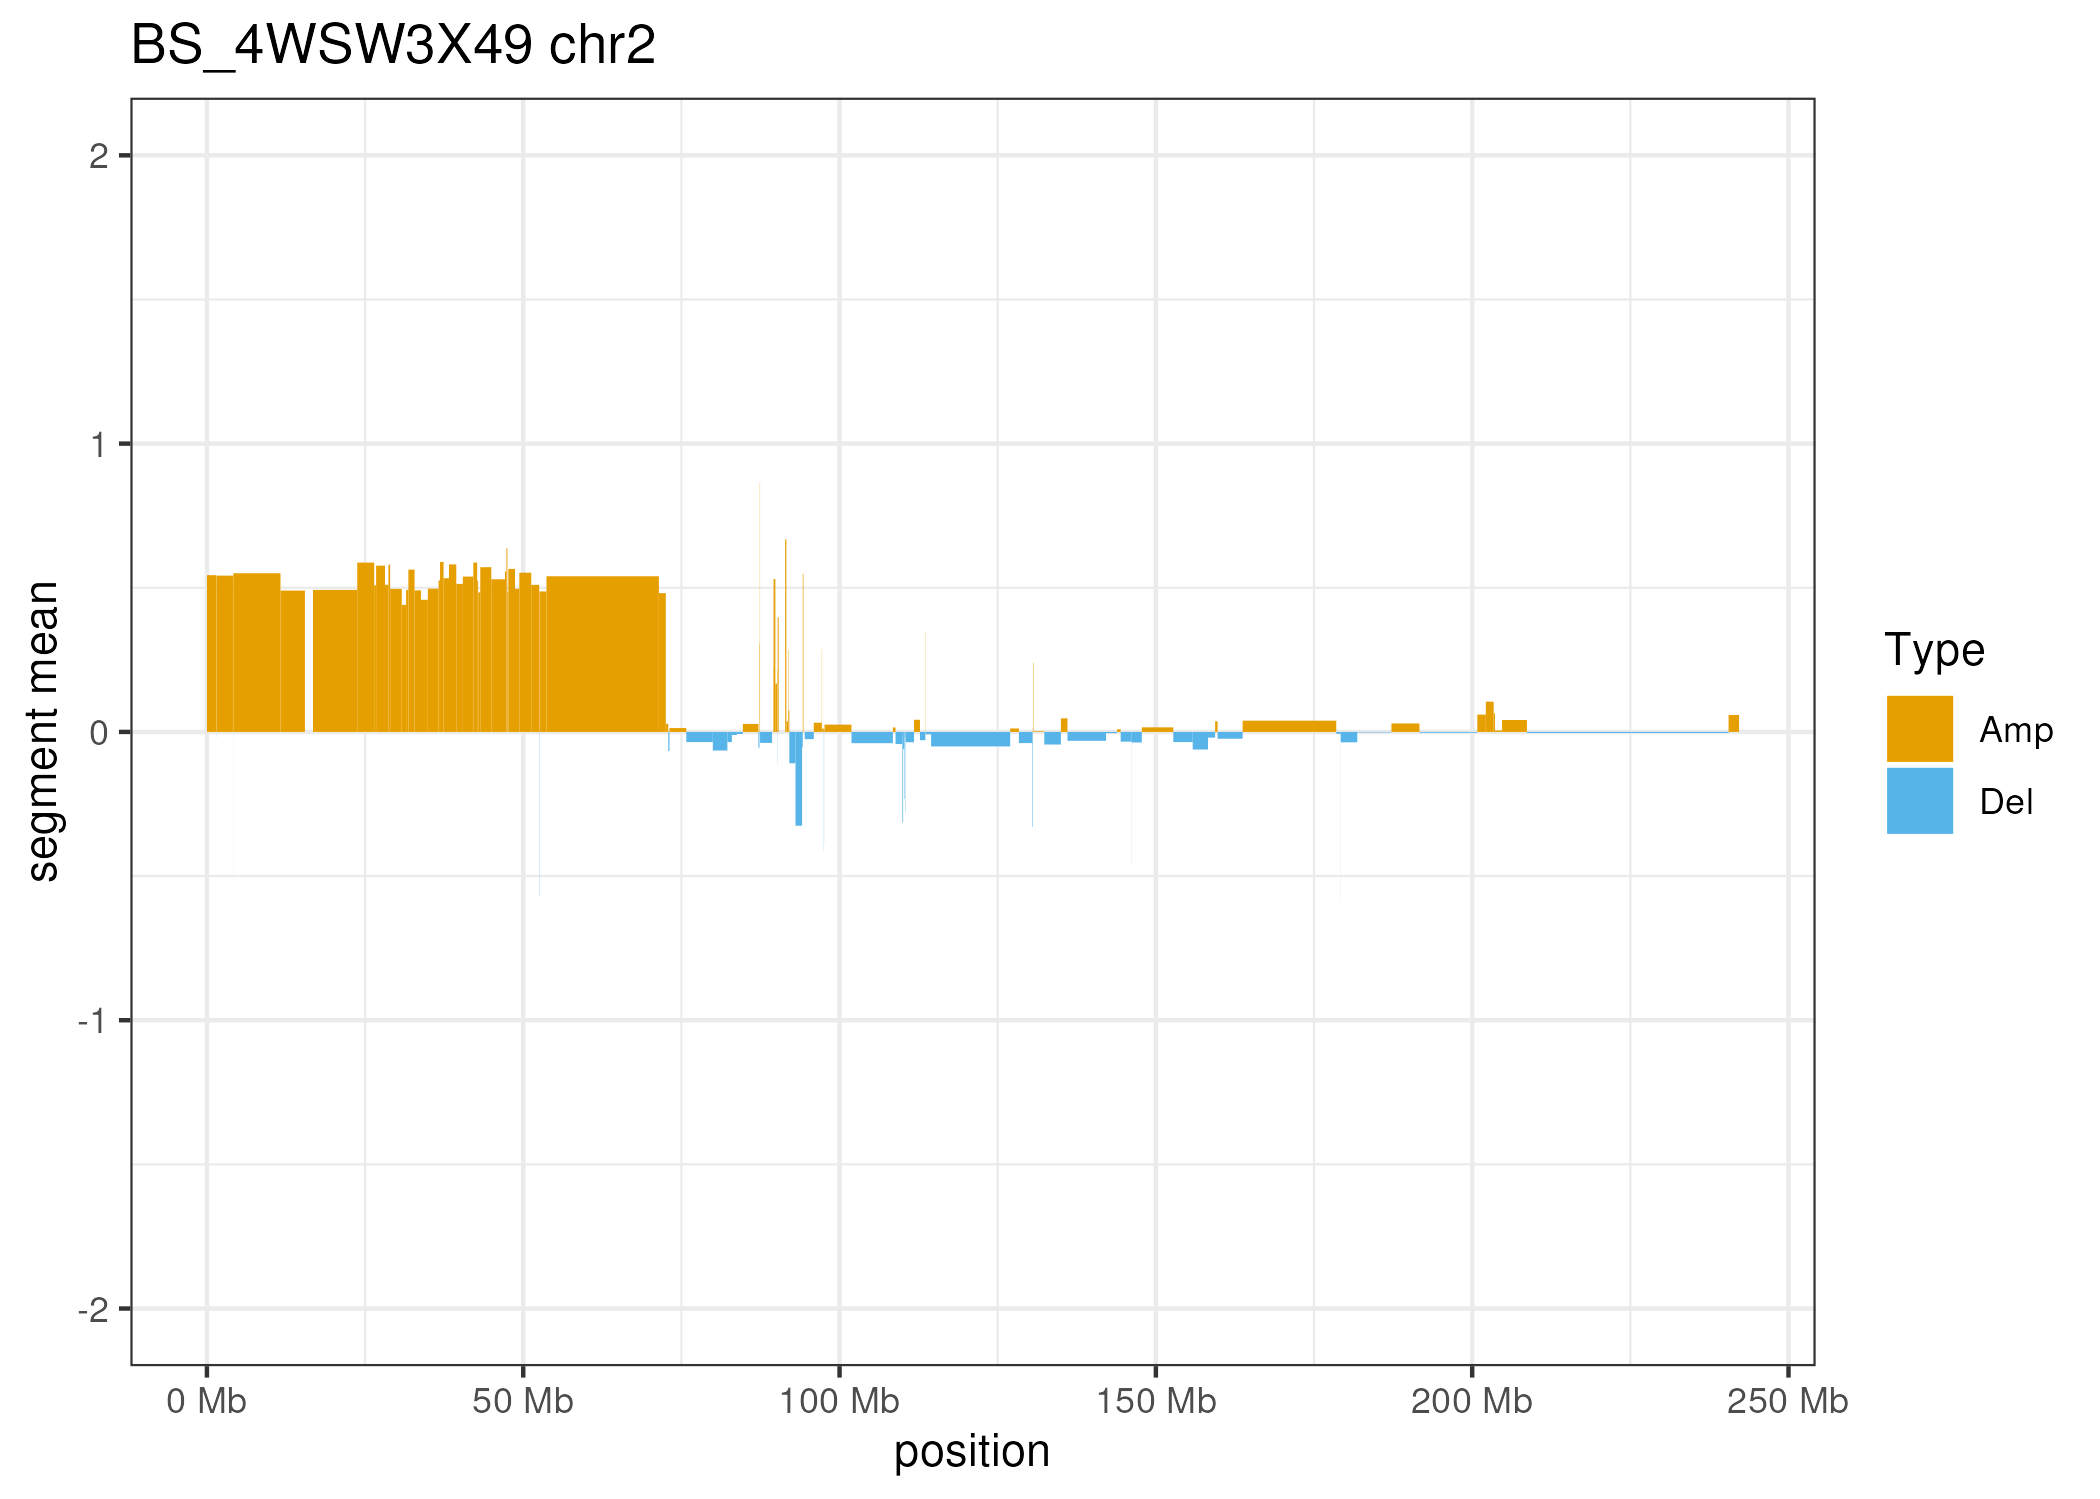 BS_4WSW3X49 chr2
segment mean
2
1
0
-1
-2
0 Mb
50 Mb
100 Mb
150 Mb
200 Mb
250 Mb
position
Type
Amp
Del